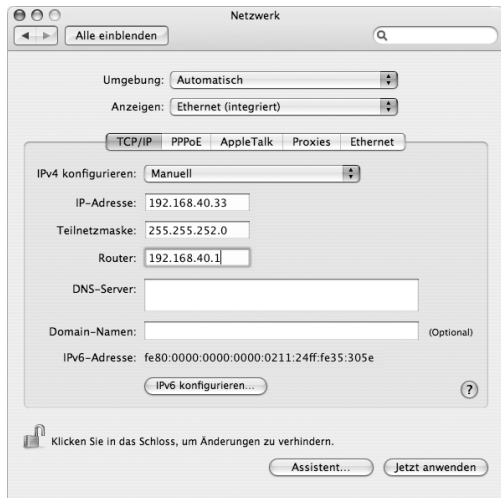 Netzwerk
Alle einblenden
Umgebung: Automatisch
Anzeigen: Ethernet (integriert)
TCP/IP PPPoE AppleTalk Proxies Ethernet
IPv4 konfigurieren: Manuell
IP-Adresse: 192.168.40.33
Teilnetzmaske: 255.255.252.0
Router: 192.168.40.1
DNS-Server:
Domain-Namen: (Optional)
IPv6-Adresse: fe80:0000:0000:0000:0211:24ff:fe35:305e
IPv6 konfigurieren... ?
Klicken Sie in das Schloss, um Änderungen zu verhindern.
Assistent... Jetzt anwenden